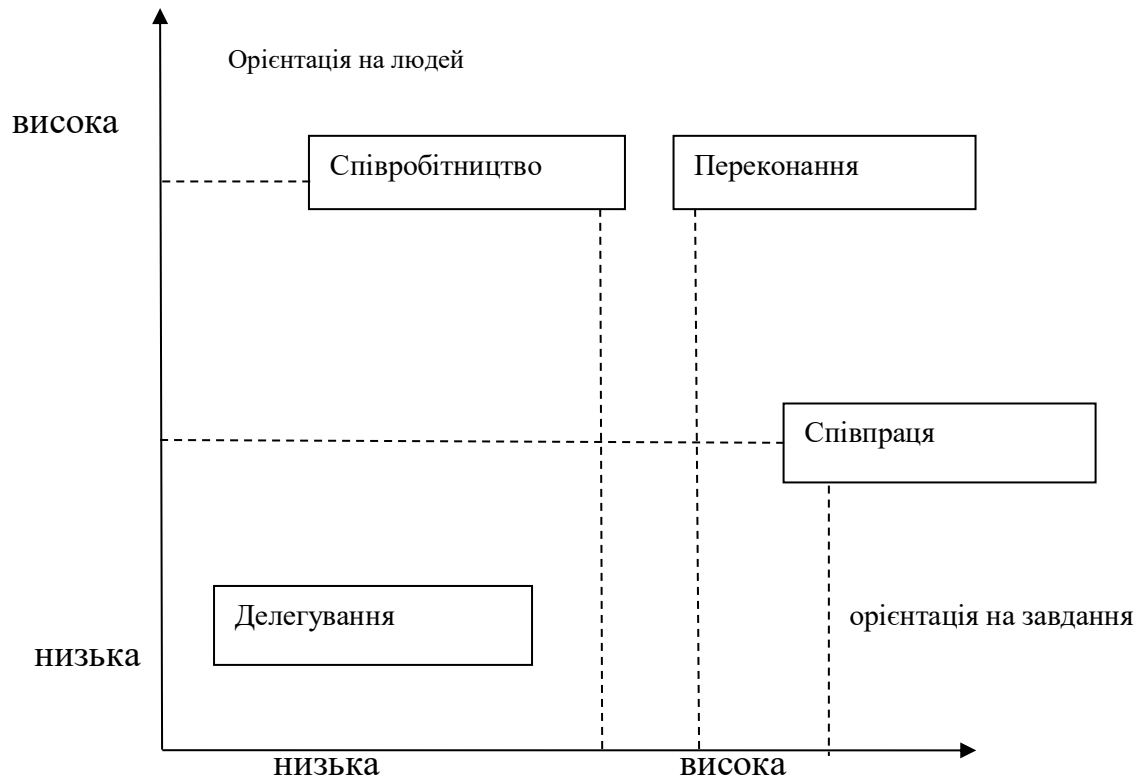 Орієнтація на людей
висока
Співробітництво
Переконання
Співпраця
Делегування
орієнтація на завдання
низька
низька
висока